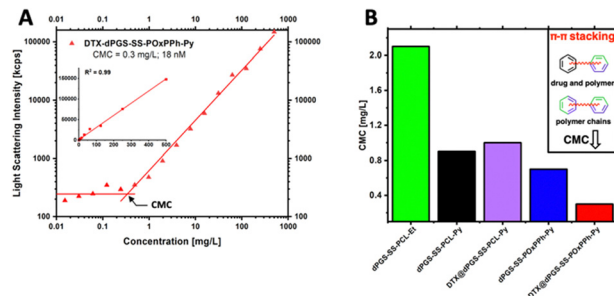 A
0.01 0.1 1 10 100 1000
DTX-dPGS-SS-POxPPh-Py
CMC = 0.3 mg/L; 18 nM
R² = 0.99
150000
100000
50000
0
0 100 200 300 400 500
Light Scattering Intensity [kcps]
100000
10000
1000
100
100000
10000
1000
100
CMC
0.01 0.1 1 10 100 1000
Concentration [mg/L]
B
CMC [mg/L]
2.0
1.6
1.2
0.8
0.4
π-π stacking
drug and polymer
polymer chains
CMC
dPGS-SS-PCL-Et
dPGS-SS-PCL-Py
DTX@dPGS-SS-PCL-Py
dPGS-SS-POxPPh-Py
DTX@dPGS-SS-POxPPh-Py